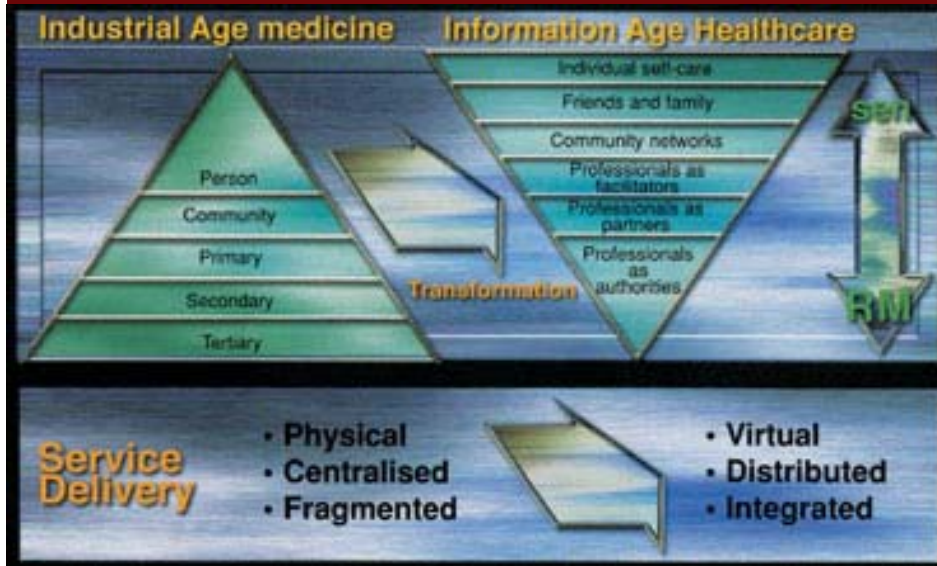 Industrial Age medicine
Information Age Healthcare
Person
Community
Primary
Secondary
Tertiary
Transformation
Individual self-care
Friends and family
Community networks
Professionals as
facilitators
Professionals as
partners
Professionals
as
authorities
sen
RM
Service
Delivery
• Physical
• Centralised
• Fragmented
• Virtual
• Distributed
• Integrated